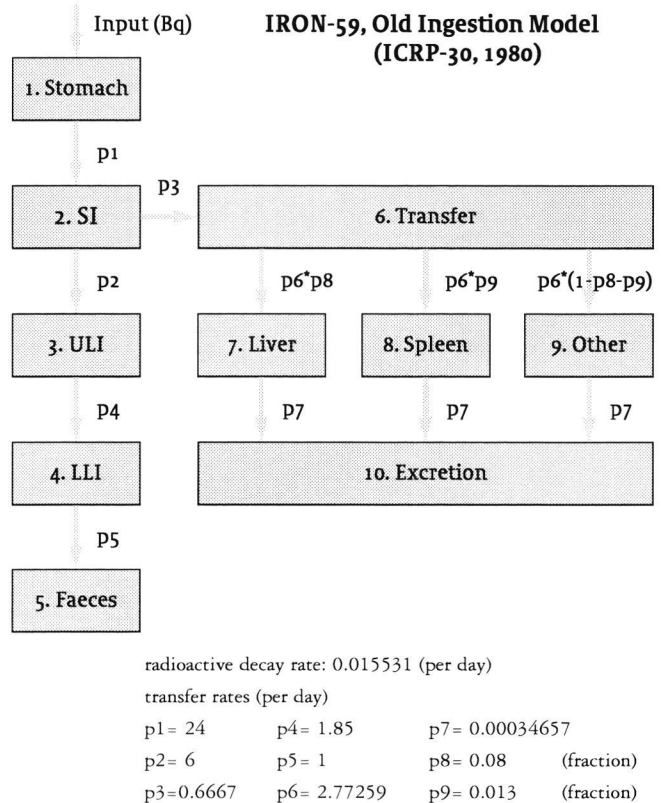 Input (Bq)
IRON-59, Old Ingestion Model
(ICRP-30, 1980)
1. Stomach
p1
p3
2. SI
6. Transfer
p2
p6*p8
p6*p9
p6*(1-p8-p9)
3. ULI
7. Liver
8. Spleen
9. Other
p4
p7
p7
p7
4. LLI
10. Excretion
p5
5. Faeces
radioactive decay rate: 0.015531 (per day)
transfer rates (per day)
p1= 24 p4= 1.85 p7= 0.00034657
p2= 6 p5= 1 p8= 0.08 (fraction)
p3=0.6667 p6= 2.77259 p9= 0.013 (fraction)